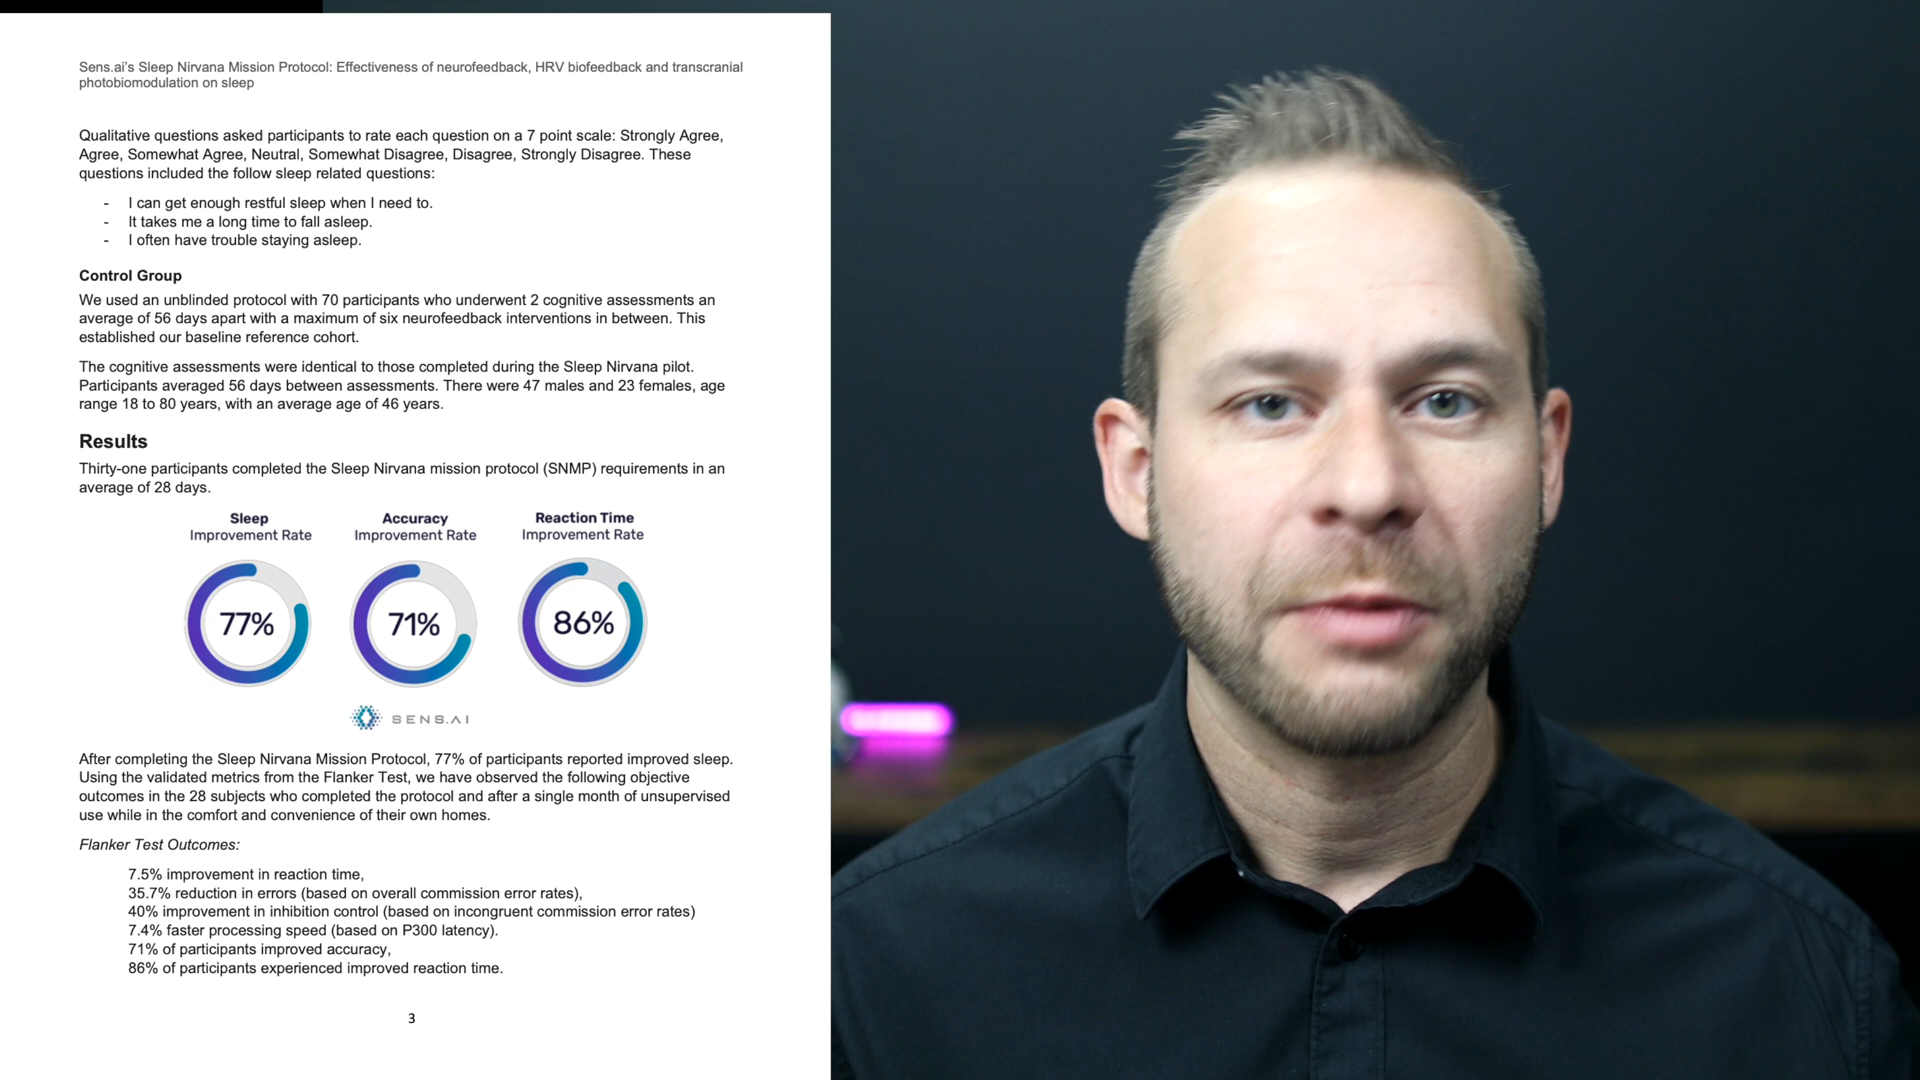 Sens.ai's Sleep Nirvana Mission Protocol: Effectiveness of neurofeedback, HRV biofeedback and transcranial
photobiomodulation on sleep
Qualitative questions asked participants to rate each question on a 7 point scale: Strongly Agree,
Agree, Somewhat Agree, Neutral, Somewhat Disagree, Disagree, Strongly Disagree. These
questions included the follow sleep related questions:
- I can get enough restful sleep when I need to.
- It takes me a long time to fall asleep.
- I often have trouble staying asleep.
Control Group
We used an unblinded protocol with 70 participants who underwent 2 cognitive assessments an
average of 56 days apart with a maximum of six neurofeedback interventions in between. This
established our baseline reference cohort.
The cognitive assessments were identical to those completed during the Sleep Nirvana pilot.
Participants averaged 56 days between assessments. There were 47 males and 23 females, age
range 18 to 80 years, with an average age of 46 years.
Results
Thirty-one participants completed the Sleep Nirvana mission protocol (SNMP) requirements in an
average of 28 days.
Sleep
Improvement Rate
77%
Accuracy
Improvement Rate
71%
Reaction Time
Improvement Rate
86%
SENS.AI
After completing the Sleep Nirvana Mission Protocol, 77% of participants reported improved sleep.
Using the validated metrics from the Flanker Test, we have observed the following objective
outcomes in the 28 subjects who completed the protocol and after a single month of unsupervised
use while in the comfort and convenience of their own homes.
Flanker Test Outcomes:
7.5% improvement in reaction time,
35.7% reduction in errors (based on overall commission error rates),
40% improvement in inhibition control (based on incongruent commission error rates)
7.4% faster processing speed (based on P300 latency).
71% of participants improved accuracy,
86% of participants experienced improved reaction time.
3